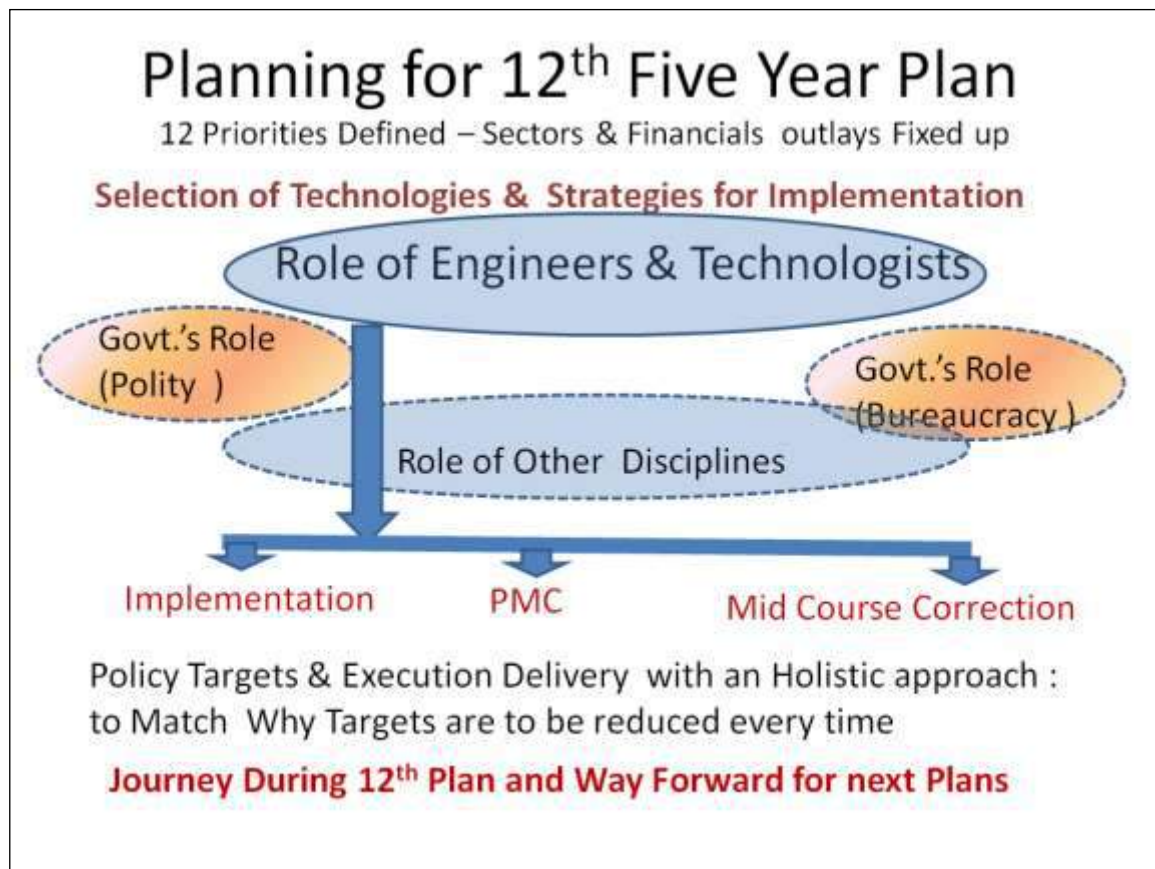 Planning for 12th Five Year Plan
12 Priorities Defined – Sectors & Financials outlays Fixed up
Selection of Technologies & Strategies for Implementation
Role of Engineers & Technologists
Govt.'s Role
(Polity )
Govt.'s Role
(Bureaucracy )
Role of Other Disciplines
Implementation
PMC
Mid Course Correction
Policy Targets & Execution Delivery with an Holistic approach :
to Match Why Targets are to be reduced every time
Journey During 12th Plan and Way Forward for next Plans